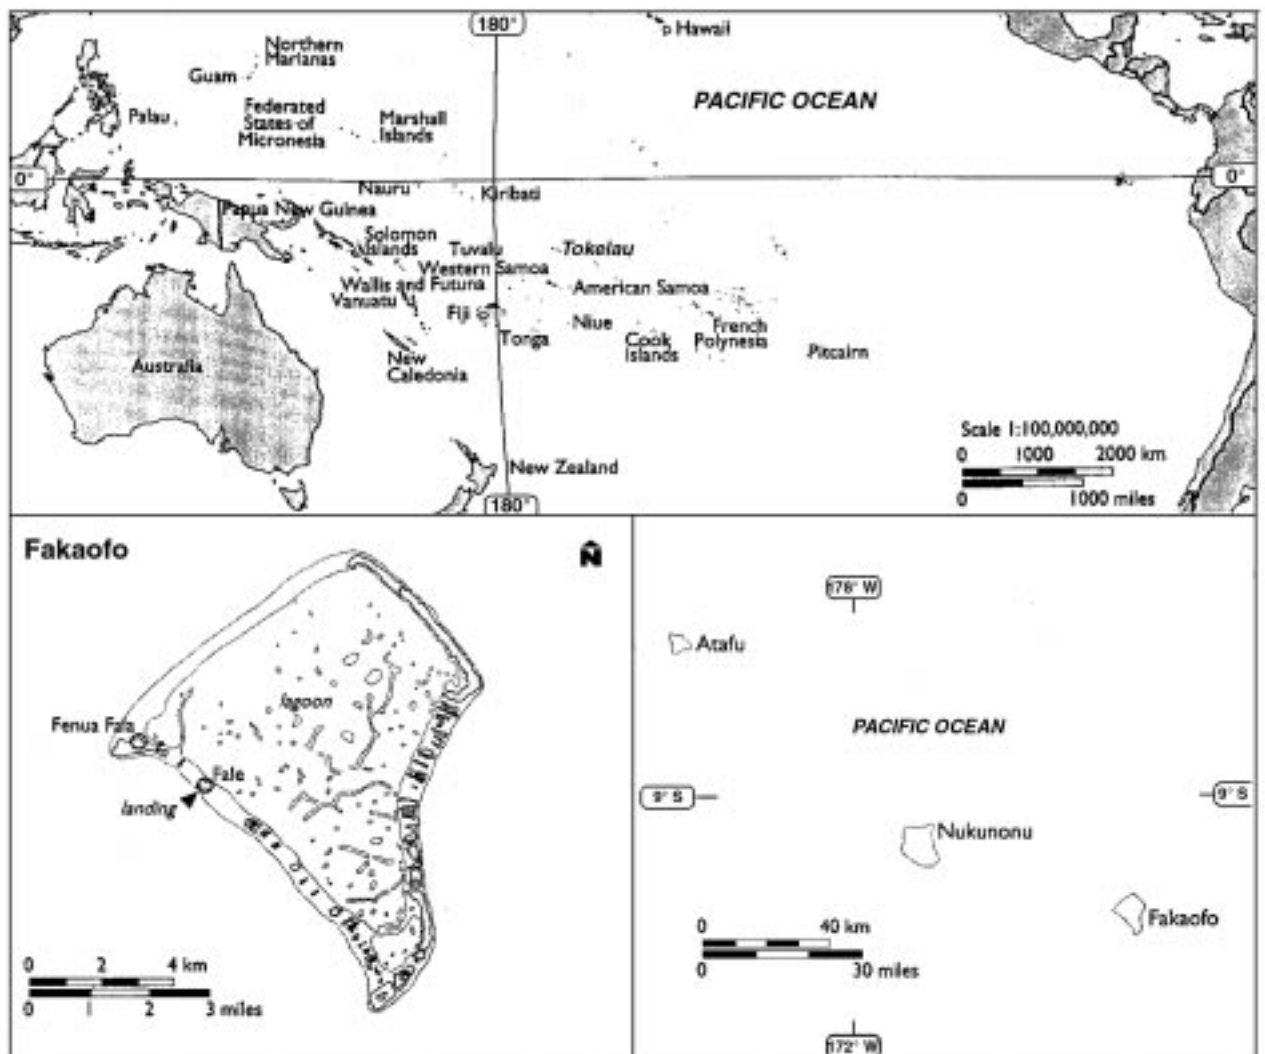 180°
Hawaii
Northern
Marianas
Guam
PACIFIC OCEAN
Federated
States of
Micronesia
Palau
Marshall
Islands
0°
0°
Nauru
Kiribati
Papua New Guinea
Solomon
Islands
Tuvalu
Tokelau
Western Samoa
Wallis and Futuna
American Samoa
Vanuatu
Fiji
Niue
French
Polynesia
Tonga
Cook
Islands
Pitcairn
Australia
New
Caledonia
Scale 1:100,000,000
0 1000 2000 km
0 1000 miles
New Zealand
180°
Fakaofo
N
lagoon
Fenua Fala
Fale
landing
0 2 4 km
0 1 2 3 miles
178° W
Atafu
PACIFIC OCEAN
9° S
9° S
Nukunonu
Fakaofo
0 40 km
0 30 miles
172° W